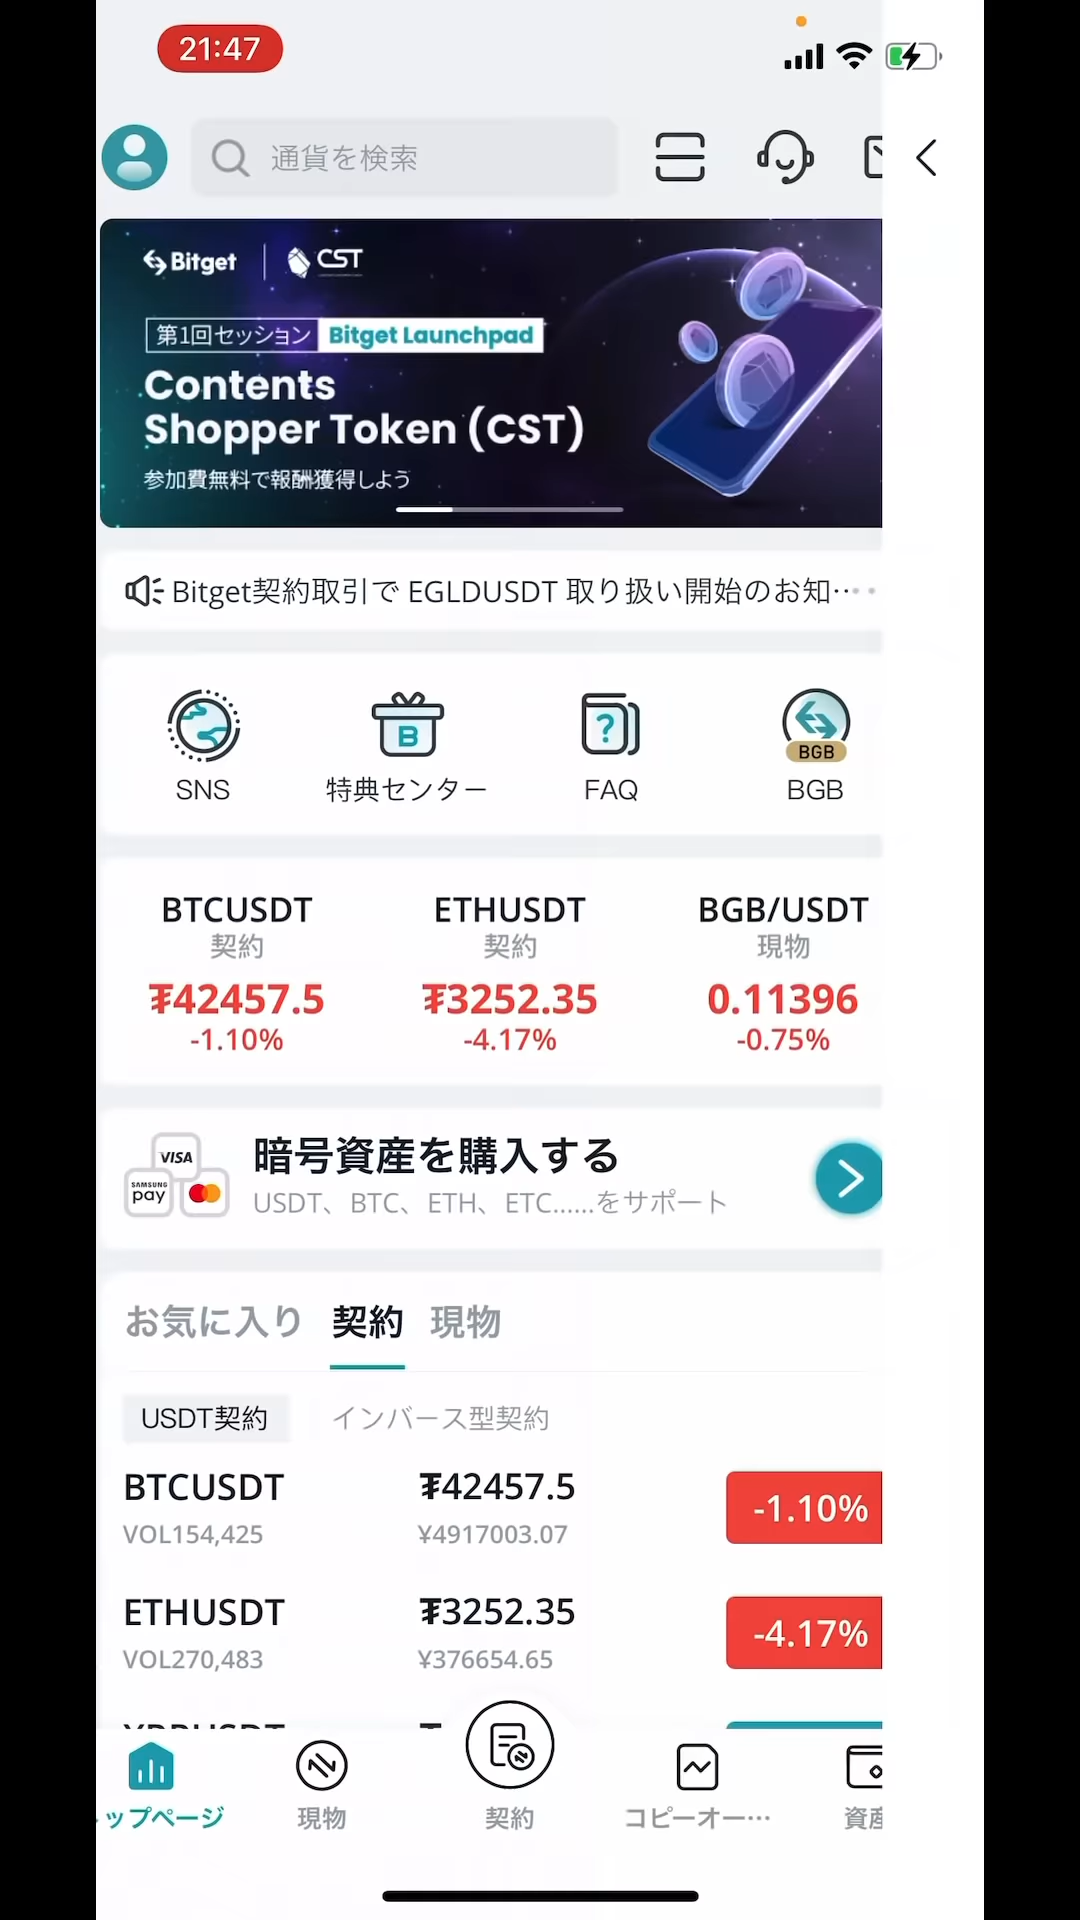 21:47
通貨を検索
Bitget
CST
第1回セッション Bitget Launchpad
Contents
Shopper Token (CST)
参加費無料で報酬獲得しよう
Bitget契約取引で EGLDUSDT 取り扱い開始のお知…
SNS
特典センター
B
FAQ
?
BGB
BGB
BTCUSDT
契約
₮42457.5
-1.10%
ETHUSDT
契約
₮3252.35
-4.17%
BGB/USDT
現物
0.11396
-0.75%
VISA
SAMSUNG
pay
暗号資産を購入する
USDT、BTC、ETH、ETC......をサポート
お気に入り 契約 現物
USDT契約 インバース型契約
BTCUSDT ₮42457.5 -1.10%
VOL154,425 ¥4917003.07
ETHUSDT ₮3252.35 -4.17%
VOL270,483 ¥376654.65
ップページ
現物
契約
コピーオー…
資産